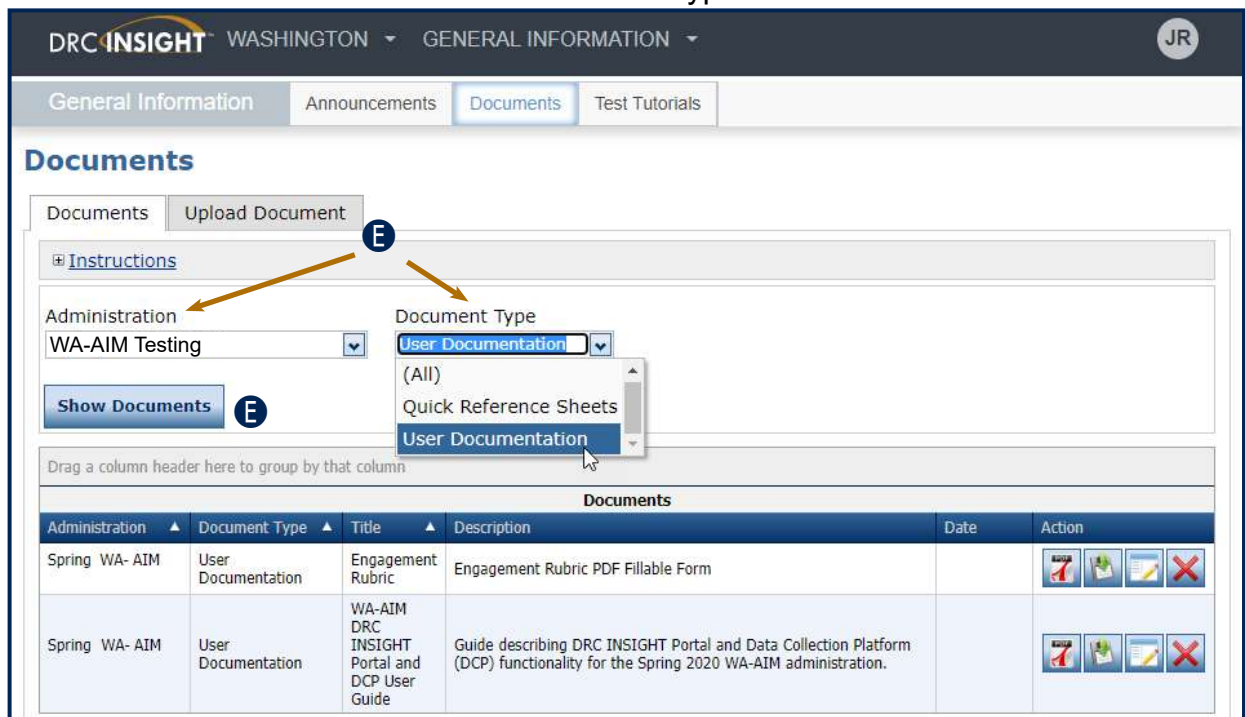 DRC INSIGHT WASHINGTON GENERAL INFORMATION JR
General Information Announcements Documents Test Tutorials
Documents
Documents Upload Document
E
Instructions
Administration Document Type
WA-AIM Testing User Documentation
(All)
Show Documents E Quick Reference Sheets
User Documentation
Drag a column header here to group by that column
Documents
Administration Document Type Title Description Date Action
Spring WA- AIM User Documentation Engagement Rubric Engagement Rubric PDF Fillable Form
Spring WA- AIM User Documentation WA-AIM DRC INSIGHT Portal and DCP User Guide Guide describing DRC INSIGHT Portal and Data Collection Platform (DCP) functionality for the Spring 2020 WA-AIM administration.